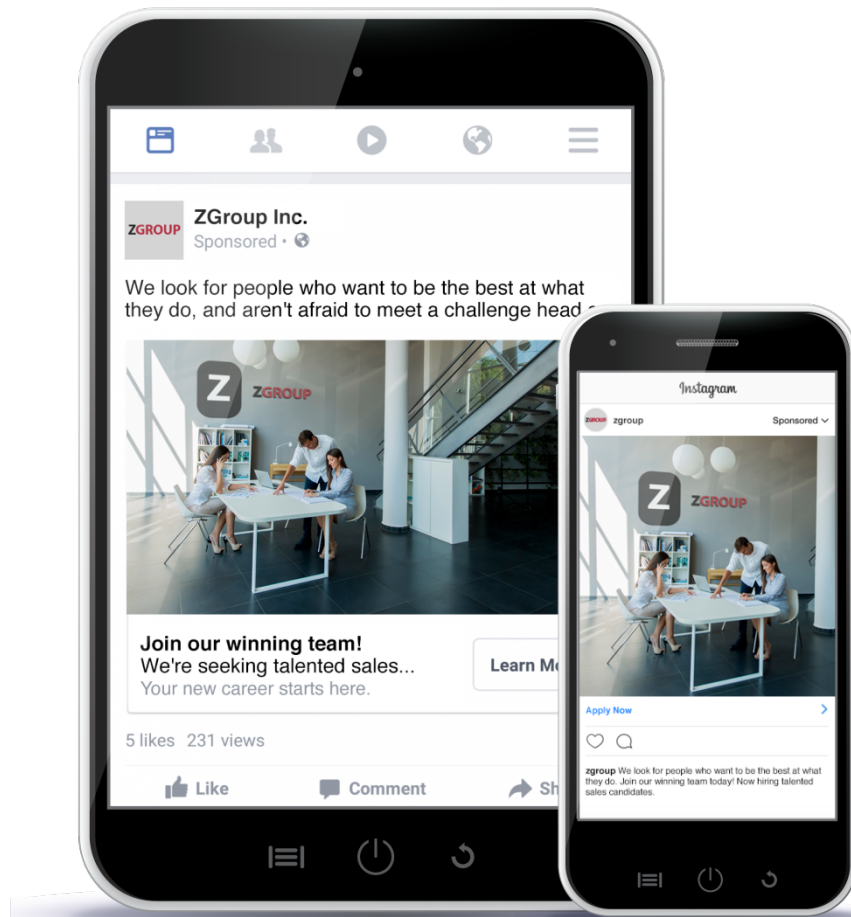 ZGROUP
ZGroup Inc.
Sponsored •
We look for people who want to be the best at what
they do, and aren't afraid to meet a challenge head
Z ZGROUP
Join our winning team!
We're seeking talented sales...
Your new career starts here.
Learn
5 likes 231 views
Like Comment
Instagram
ZGROUP zgroup Sponsored
Z ZGROUP
Apply Now
zgroup We look for people who want to be the best at what
they do. Join our winning team today! Now hiring talented
sales candidates.